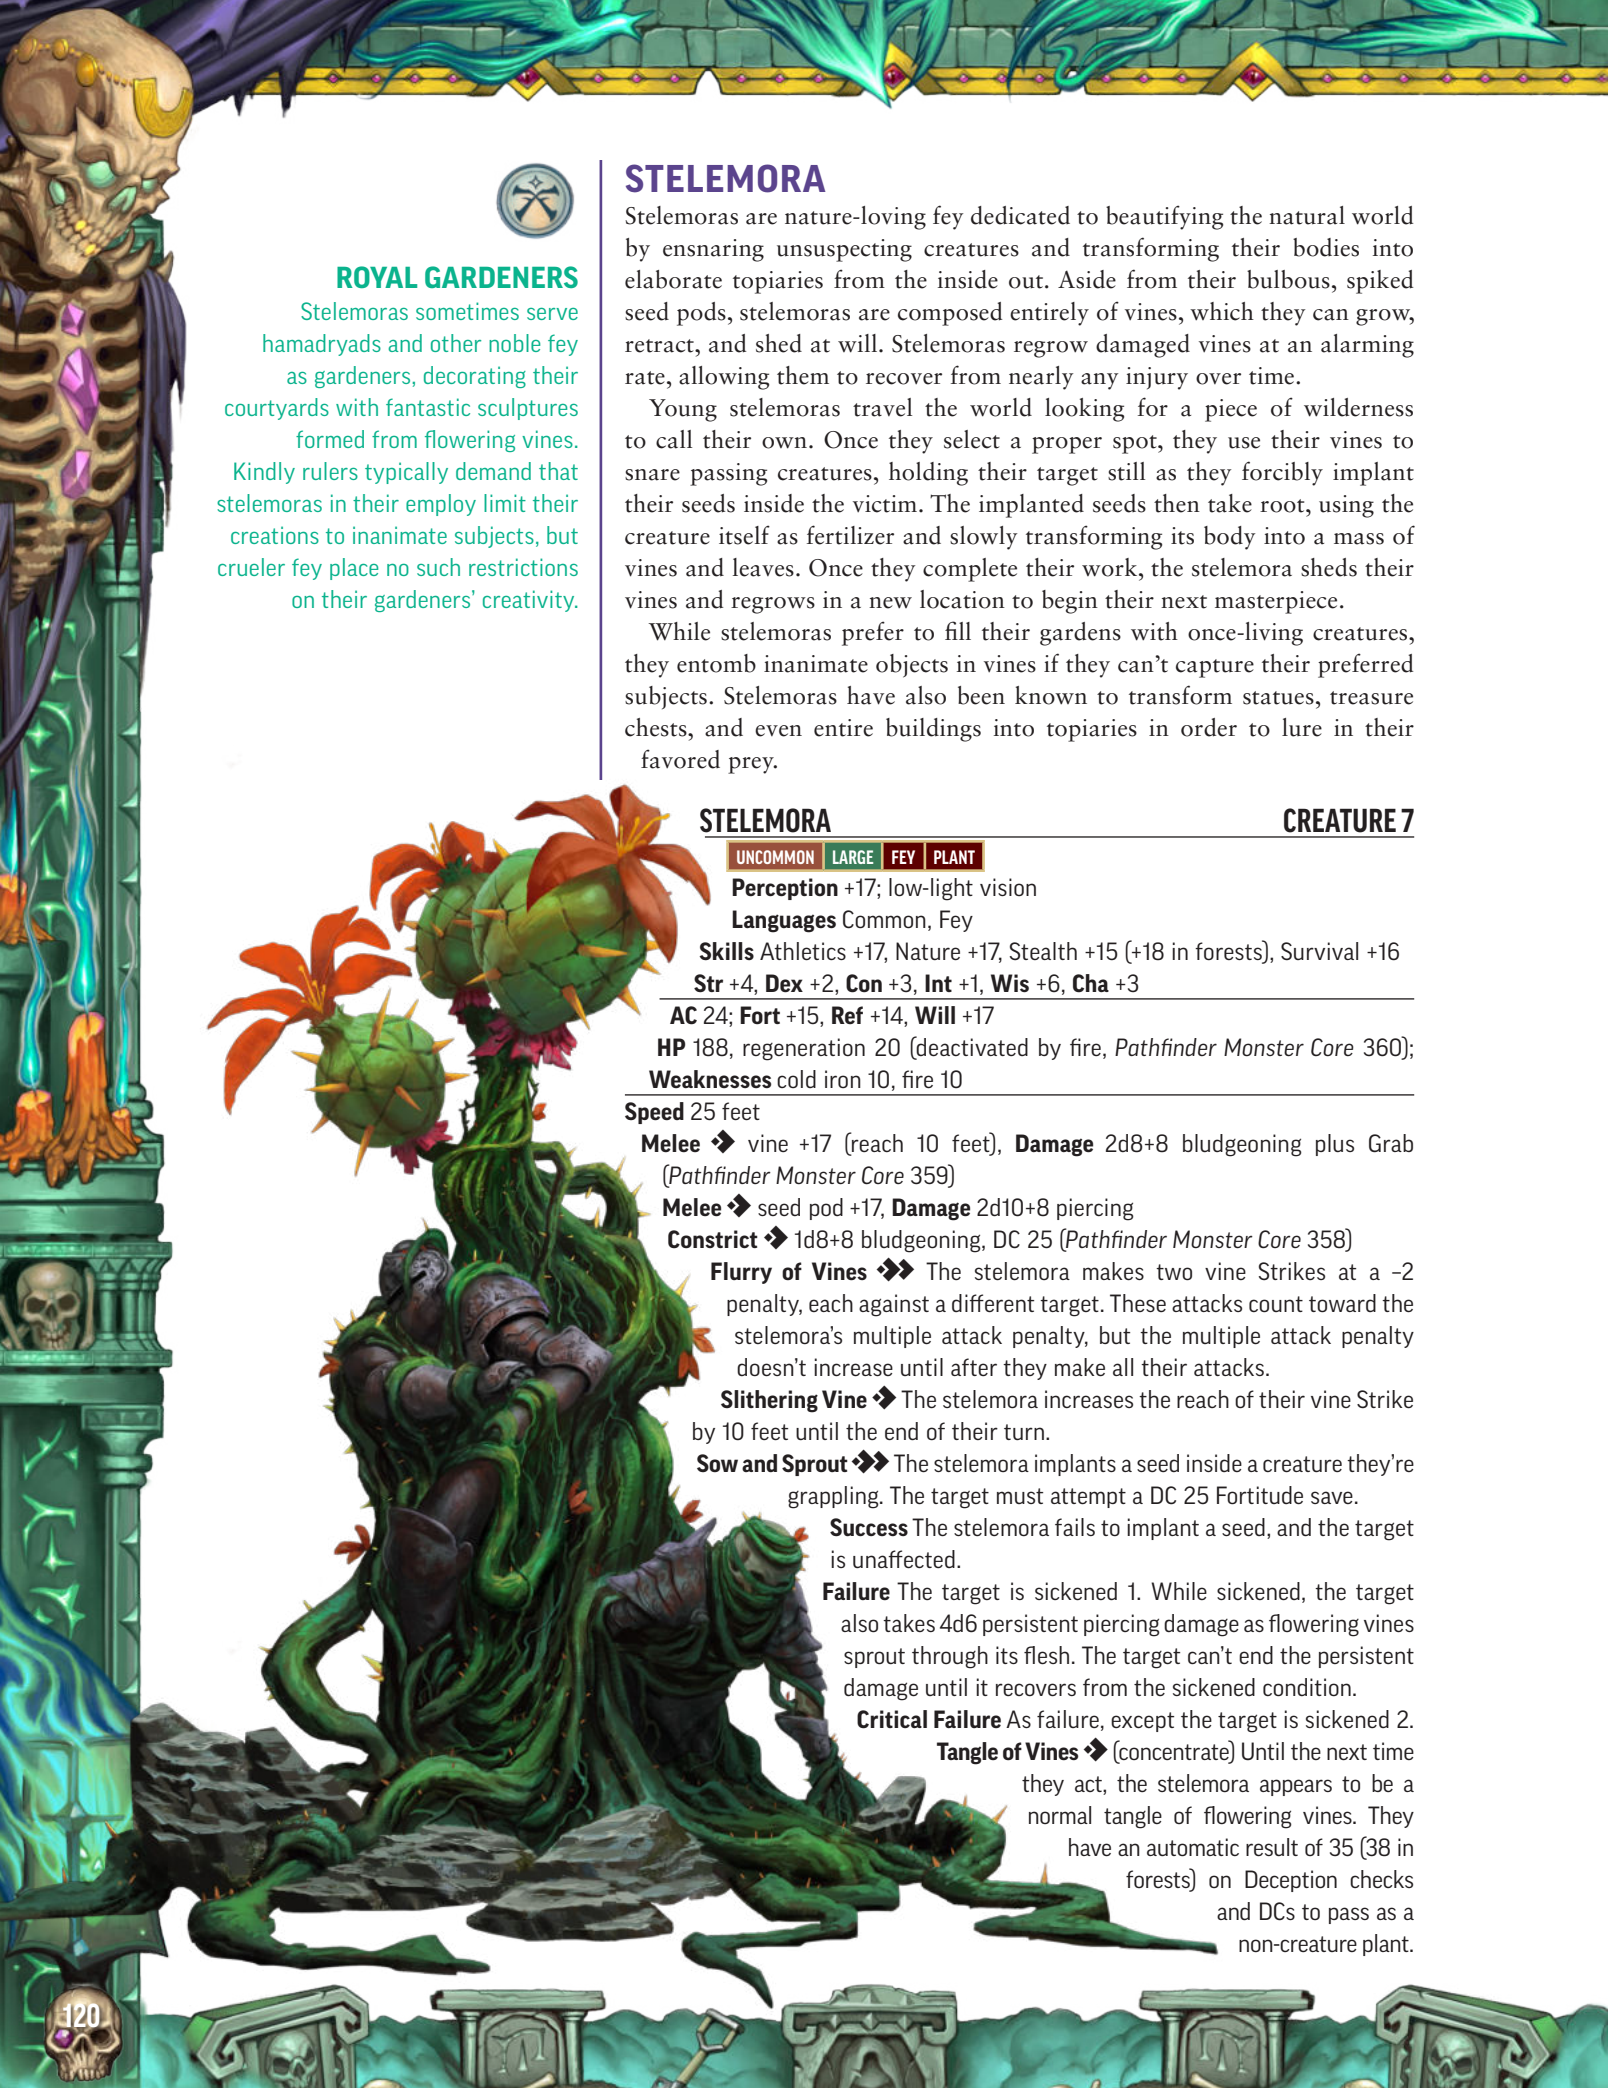 ROYAL GARDENERS
Stelemoras sometimes serve
hamadryads and other noble fey
as gardeners, decorating their
courtyards with fantastic sculptures
formed from flowering vines.
Kindly rulers typically demand that
stelemoras in their employ limit their
creations to inanimate subjects, but
crueler fey place no such restrictions
on their gardeners’ creativity.
STELEMORA
Stelemoras are nature-loving fey dedicated to beautifying the natural world
by ensnaring unsuspecting creatures and transforming their bodies into
elaborate topiaries from the inside out. Aside from their bulbous, spiked
seed pods, stelemoras are composed entirely of vines, which they can grow,
retract, and shed at will. Stelemoras regrow damaged vines at an alarming
rate, allowing them to recover from nearly any injury over time.
Young stelemoras travel the world looking for a piece of wilderness
to call their own. Once they select a proper spot, they use their vines to
snare passing creatures, holding their target still as they forcibly implant
their seeds inside the victim. The implanted seeds then take root, using the
creature itself as fertilizer and slowly transforming its body into a mass of
vines and leaves. Once they complete their work, the stelemora sheds their
vines and regrows in a new location to begin their next masterpiece.
While stelemoras prefer to fill their gardens with once-living creatures,
they entomb inanimate objects in vines if they can’t capture their preferred
subjects. Stelemoras have also been known to transform statues, treasure
chests, and even entire buildings into topiaries in order to lure in their
favored prey.
STELEMORA CREATURE 7
UNCOMMON LARGE FEY PLANT
Perception +17; low-light vision
Languages Common, Fey
Skills Athletics +17, Nature +17, Stealth +15 (+18 in forests), Survival +16
Str +4, Dex +2, Con +3, Int +1, Wis +6, Cha +3
AC 24; Fort +15, Ref +14, Will +17
HP 188, regeneration 20 (deactivated by fire, Pathfinder Monster Core 360);
Weaknesses cold iron 10, fire 10
Speed 25 feet
Melee vine +17 (reach 10 feet), Damage 2d8+8 bludgeoning plus Grab
(Pathfinder Monster Core 359)
Melee seed pod +17, Damage 2d10+8 piercing
Constrict 1d8+8 bludgeoning, DC 25 (Pathfinder Monster Core 358)
Flurry of Vines The stelemora makes two vine Strikes at a –2
penalty, each against a different target. These attacks count toward the
stelemora’s multiple attack penalty, but the multiple attack penalty
doesn’t increase until after they make all their attacks.
Slithering Vine The stelemora increases the reach of their vine Strike
by 10 feet until the end of their turn.
Sow and Sprout The stelemora implants a seed inside a creature they’re
grappling. The target must attempt a DC 25 Fortitude save.
Success The stelemora fails to implant a seed, and the target
is unaffected.
Failure The target is sickened 1. While sickened, the target
also takes 4d6 persistent piercing damage as flowering vines
sprout through its flesh. The target can’t end the persistent
damage until it recovers from the sickened condition.
Critical Failure As failure, except the target is sickened 2.
Tangle of Vines (concentrate) Until the next time
they act, the stelemora appears to be a
normal tangle of flowering vines. They
have an automatic result of 35 (38 in
forests) on Deception checks
and DCs to pass as a
non-creature plant.
120